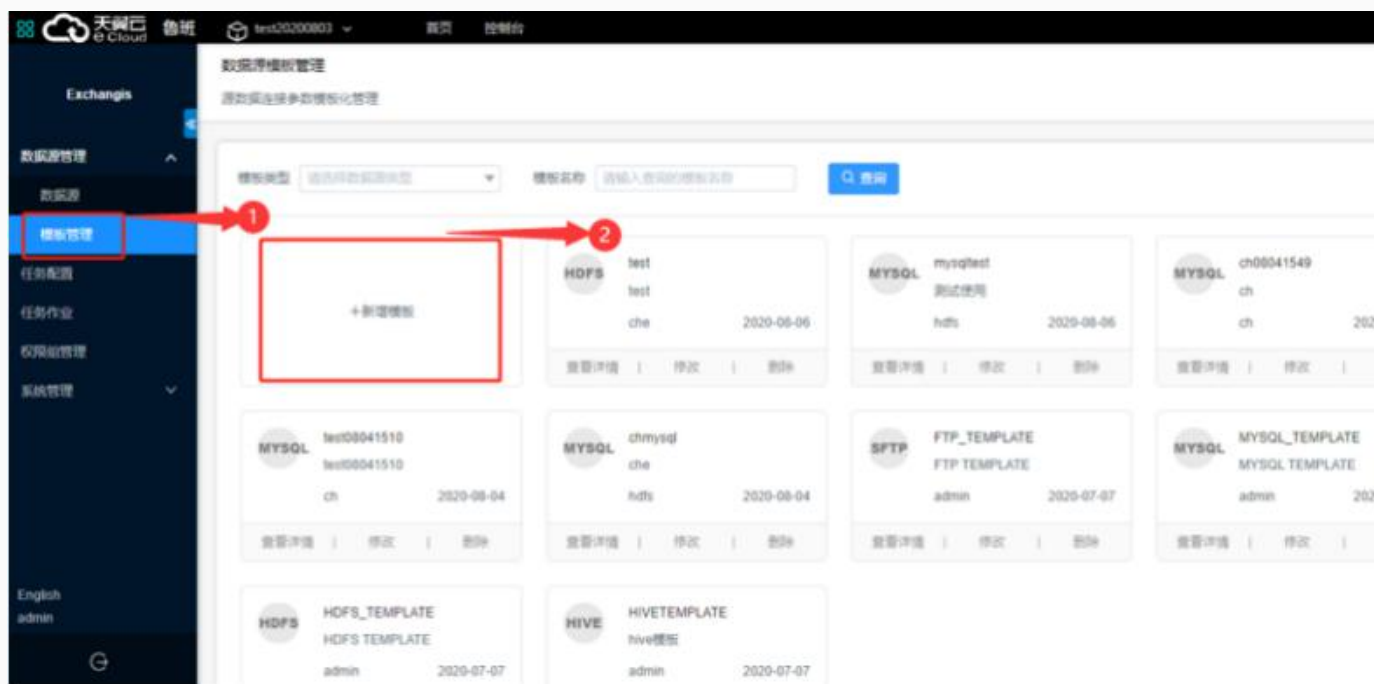 天翼云 e Cloud 鲁班 test20200803 首页 控制台
Exchangis
数据源模板管理
源数据连接参数模板化管理
数据源管理
数据源
模板管理
任务配置
任务作业
权限组管理
系统管理
English
admin
模板类型 请选择数据源类型 模板名称 请输入查询的模板名称 查询
1
2
+新增模板
HDFS test
test
che 2020-08-06
查看详情 | 修改 | 删除
MYSQL mysqltest
测试使用
hdfs 2020-08-06
查看详情 | 修改 | 删除
MYSQL ch08041549
ch
ch 202
查看详情 | 修改 |
MYSQL test08041510
test08041510
ch 2020-08-04
查看详情 | 修改 | 删除
MYSQL chmysql
che
hdfs 2020-08-04
查看详情 | 修改 | 删除
SFTP FTP_TEMPLATE
FTP TEMPLATE
admin 2020-07-07
查看详情 | 修改 | 删除
MYSQL MYSQL_TEMPLATE
MYSQL TEMPLATE
admin 202
查看详情 | 修改 |
HDFS HDFS_TEMPLATE
HDFS TEMPLATE
admin 2020-07-07
HIVE HIVETEMPLATE
hive模板
admin 2020-07-07